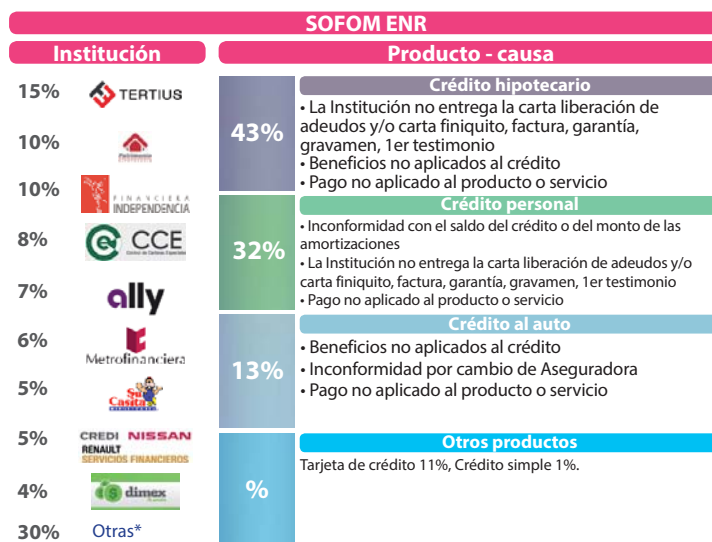 SOFOM ENR
Institución
15%
TERTIUS
10%
Patrimonio
10%
FINANCIERA
INDEPENDENCIA
8%
CCE
7%
ally
6%
Metrofinanciera
5%
Su
Casita
5%
CREDI NISSAN
RENAULT
SERVICIOS FINANCIEROS
4%
dimex
30%
Otras*
Producto - causa
43%
Crédito hipotecario
• La Institución no entrega la carta liberación de
adeudos y/o carta finiquito, factura, garantía,
gravamen, 1er testimonio
• Beneficios no aplicados al crédito
• Pago no aplicado al producto o servicio
32%
Crédito personal
• Inconformidad con el saldo del crédito o del monto de las
amortizaciones
• La Institución no entrega la carta liberación de adeudos y/o
carta finiquito, factura, garantía, gravamen, 1er testimonio
• Pago no aplicado al producto o servicio
13%
Crédito al auto
• Beneficios no aplicados al crédito
• Inconformidad por cambio de Aseguradora
• Pago no aplicado al producto o servicio
%
Otros productos
Tarjeta de crédito 11%, Crédito simple 1%.